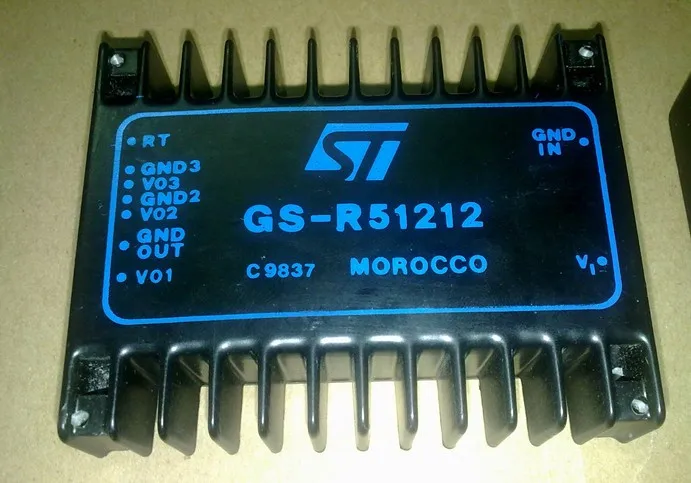 ST
RT
GND3
VO3
GND2
VO2
GND
OUT
VO1
GS-R51212
C9837 MOROCCO
GND
IN
VI